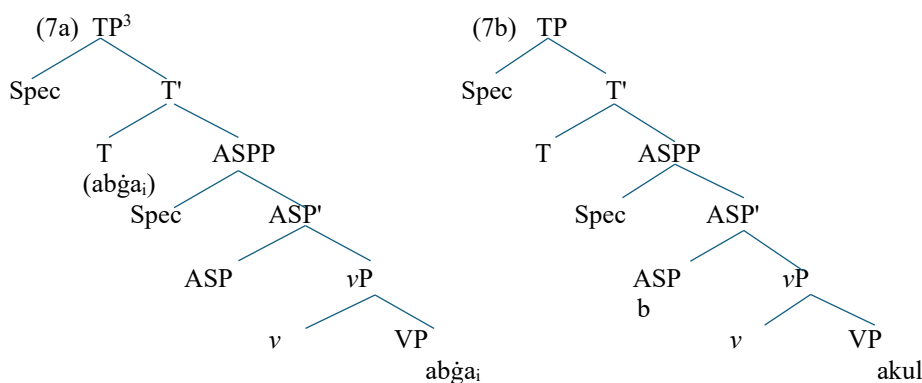 (7a) TP³ (7b) TP
Spec T' Spec T'
T ASPP T ASPP
(abġaᵢ)
Spec ASP' Spec ASP'
ASP vP ASP vP
b
v VP v VP
abġaᵢ akul